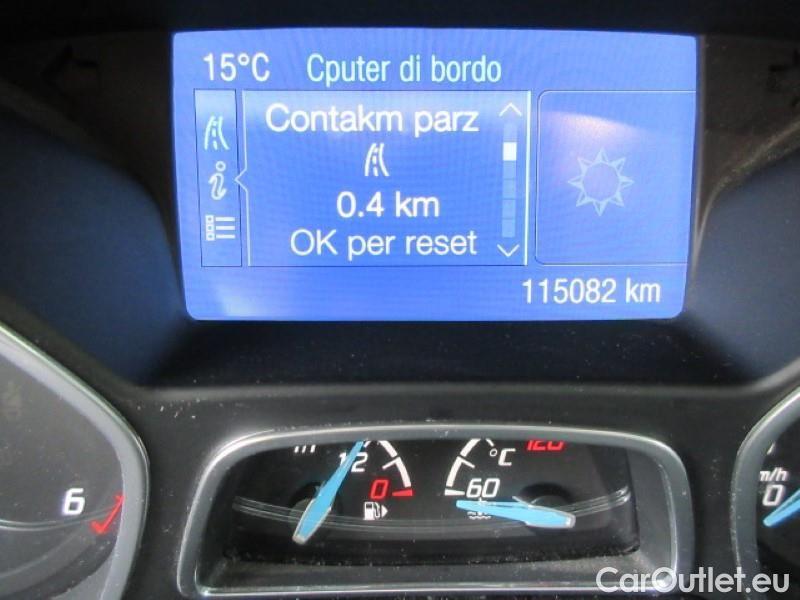 15°C Cputer di bordo
Contakm parz
0.4 km
OK per reset
115082 km
1/2
0
°C
120
60
6
km/h
0
CarOutlet.eu